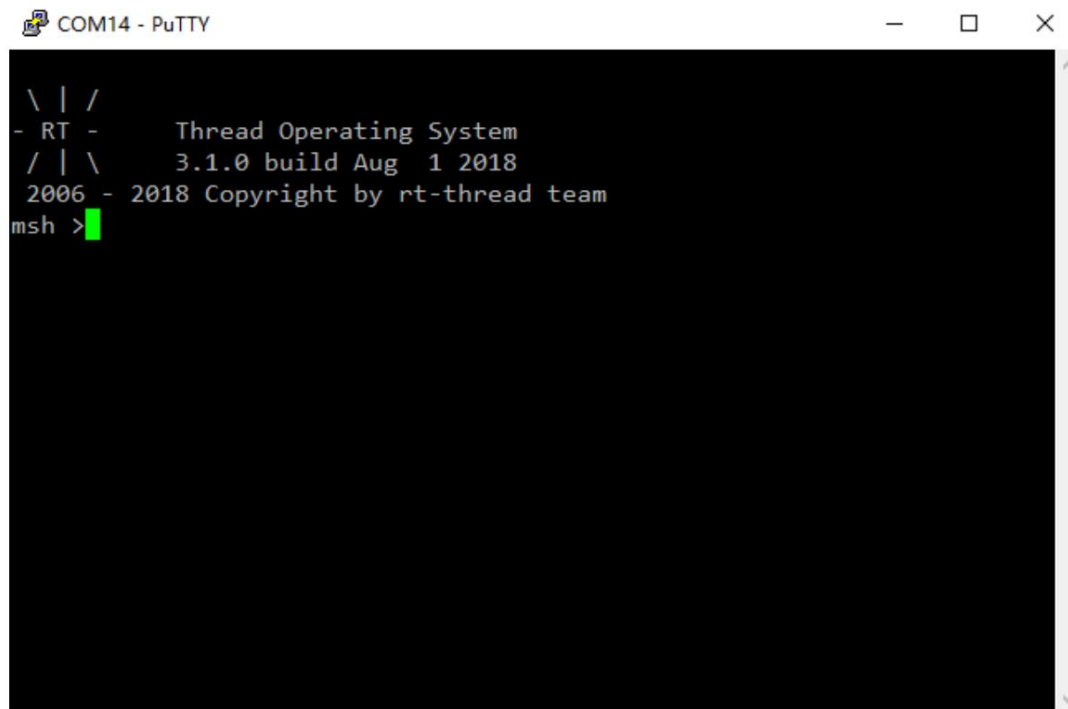 COM14 - PuTTY
 \ | /
- RT -     Thread Operating System
 / | \     3.1.0 build Aug  1 2018
 2006 - 2018 Copyright by rt-thread team
msh >